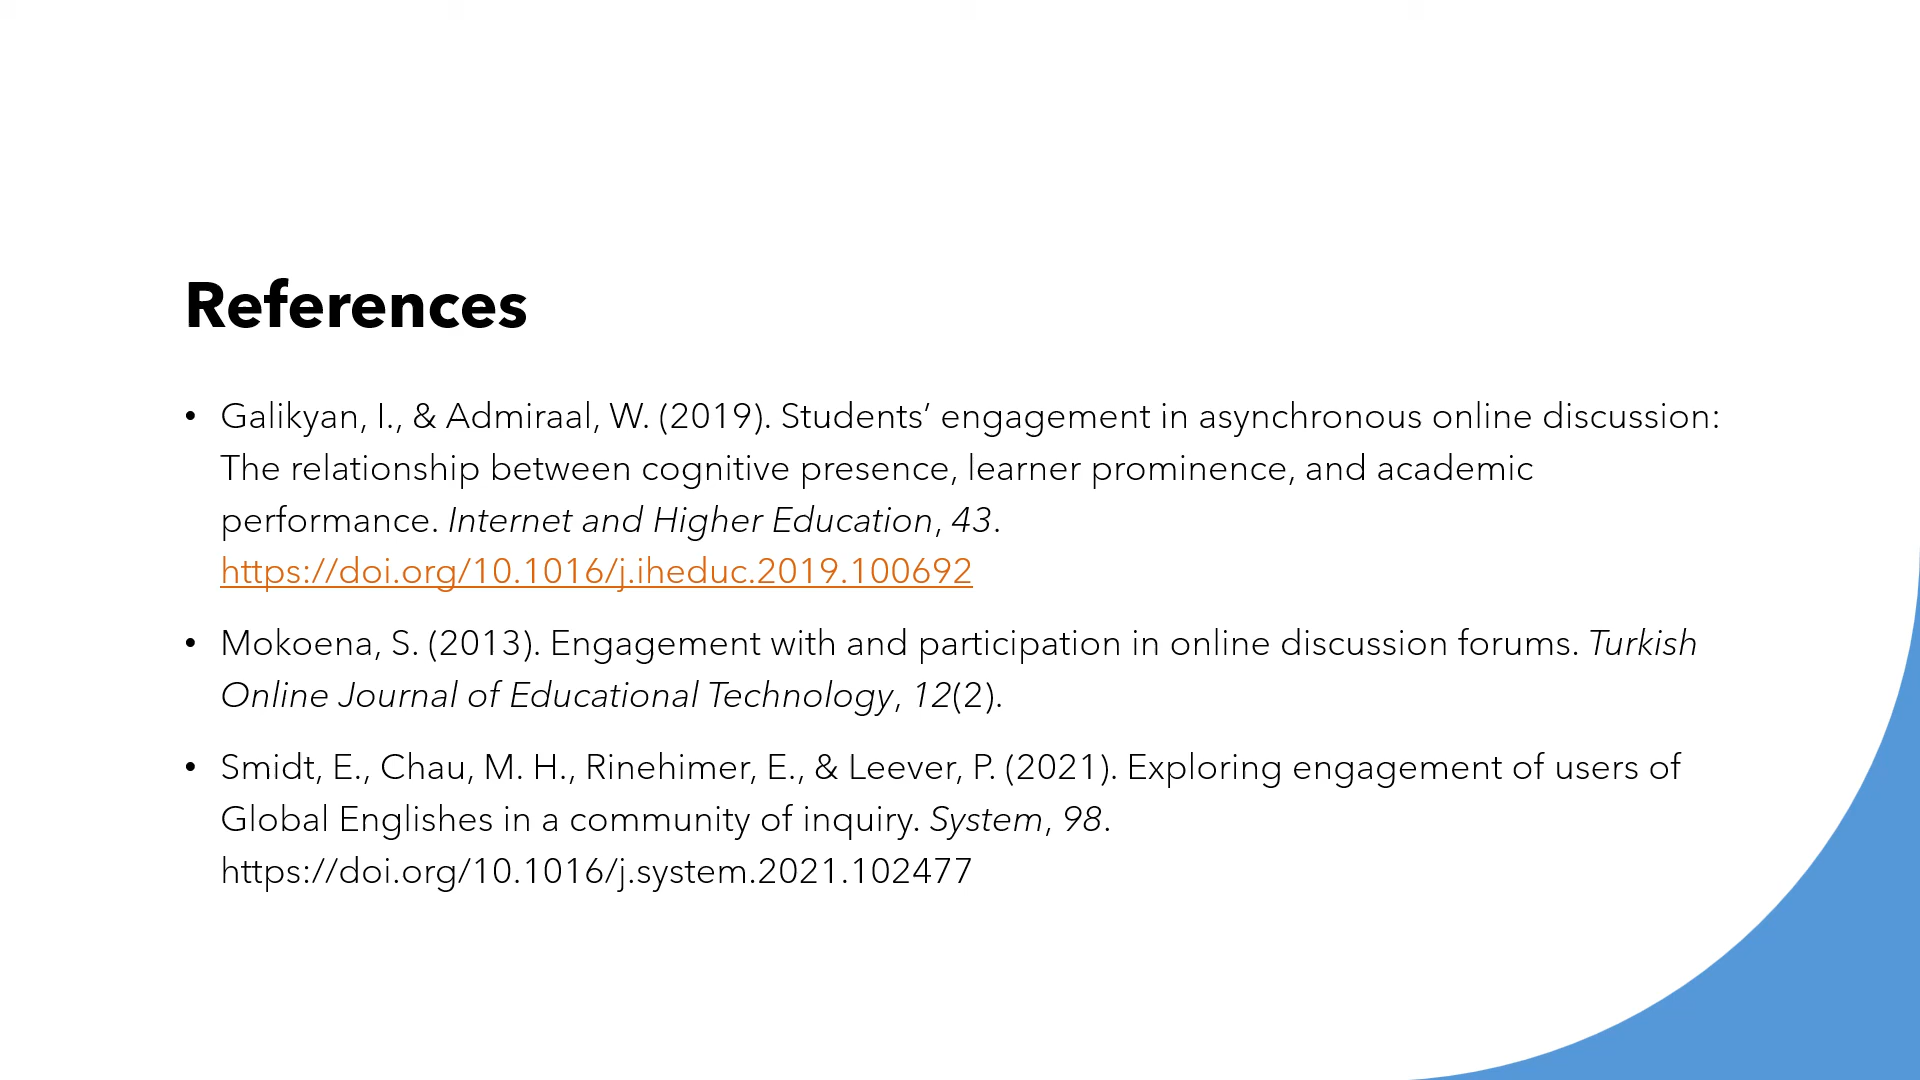 References
• Galikyan, I., & Admiraal, W. (2019). Students’ engagement in asynchronous online discussion:
The relationship between cognitive presence, learner prominence, and academic
performance. Internet and Higher Education, 43.
https://doi.org/10.1016/j.iheduc.2019.100692
• Mokoena, S. (2013). Engagement with and participation in online discussion forums. Turkish
Online Journal of Educational Technology, 12(2).
• Smidt, E., Chau, M. H., Rinehimer, E., & Leever, P. (2021). Exploring engagement of users of
Global Englishes in a community of inquiry. System, 98.
https://doi.org/10.1016/j.system.2021.102477